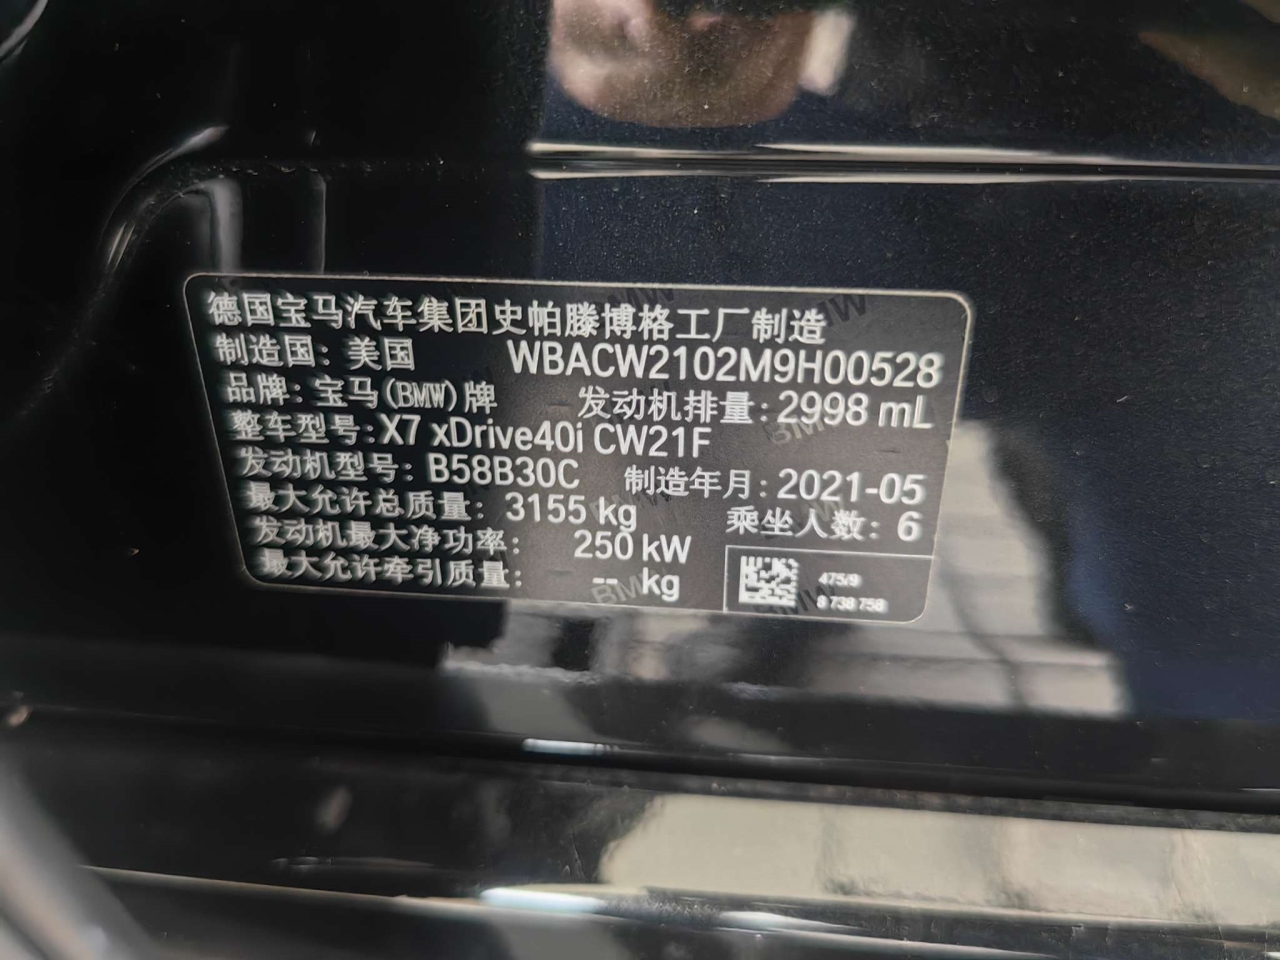 德国宝马汽车集团史帕滕博格工厂制造
制造国：美国 WBACW2102M9H00528
品牌：宝马(BMW)牌 发动机排量：2998 mL
整车型号：X7 xDrive40i CW21F
发动机型号：B58B30C 制造年月：2021-05
最大允许总质量：3155 kg 乘坐人数：6
发动机最大净功率：250 kW
最大允许牵引质量：-- kg
475/9
8 738 758